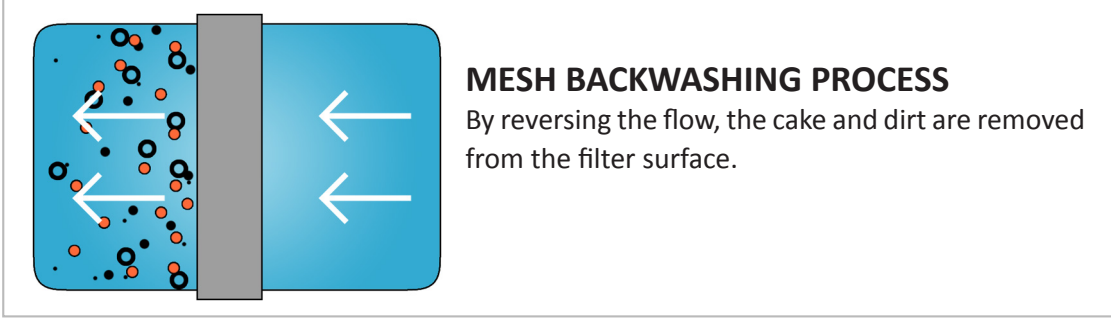 MESH BACKWASHING PROCESS
By reversing the flow, the cake and dirt are removed
from the filter surface.